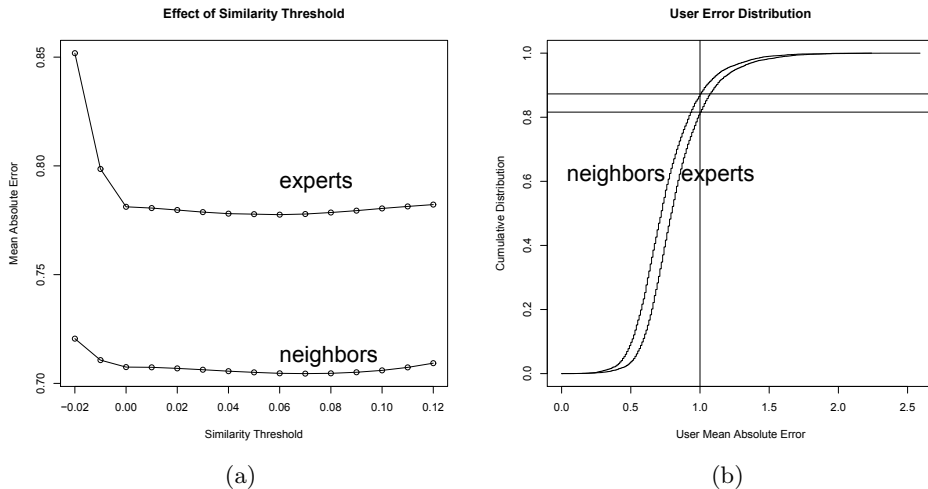 Effect of Similarity Threshold
Mean Absolute Error
0.85
0.80
0.75
0.70
experts
neighbors
−0.02 0.00 0.02 0.04 0.06 0.08 0.10 0.12
Similarity Threshold
(a)
User Error Distribution
Cumulative Distribution
1.0
0.8
0.6
0.4
0.2
0.0
neighbors experts
0.0 0.5 1.0 1.5 2.0 2.5
User Mean Absolute Error
(b)